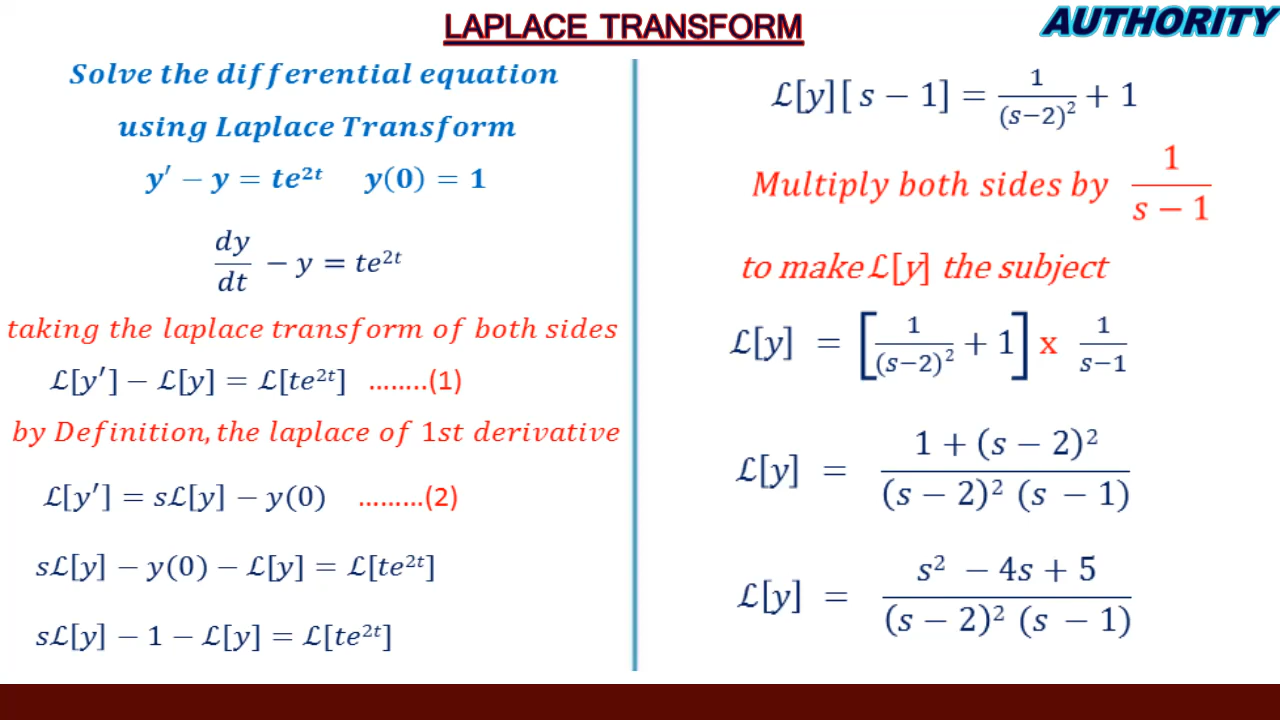 LAPLACE TRANSFORM
AUTHORITY
Solve the differential equation
using Laplace Transform
y′ − y = te²ᵗ y(0) = 1
dy/dt − y = te²ᵗ
taking the laplace transform of both sides
ℒ[y′] − ℒ[y] = ℒ[te²ᵗ] ........(1)
by Definition, the laplace of 1st derivative
ℒ[y′] = sℒ[y] − y(0) .........(2)
sℒ[y] − y(0) − ℒ[y] = ℒ[te²ᵗ]
sℒ[y] − 1 − ℒ[y] = ℒ[te²ᵗ]
ℒ[y][ s − 1] = 1/(s−2)² + 1
Multiply both sides by 1/(s − 1)
to make ℒ[y] the subject
ℒ[y] = [1/(s−2)² + 1] x 1/(s−1)
ℒ[y] = (1 + (s − 2)²)/((s − 2)² (s − 1))
ℒ[y] = (s² − 4s + 5)/((s − 2)² (s − 1))